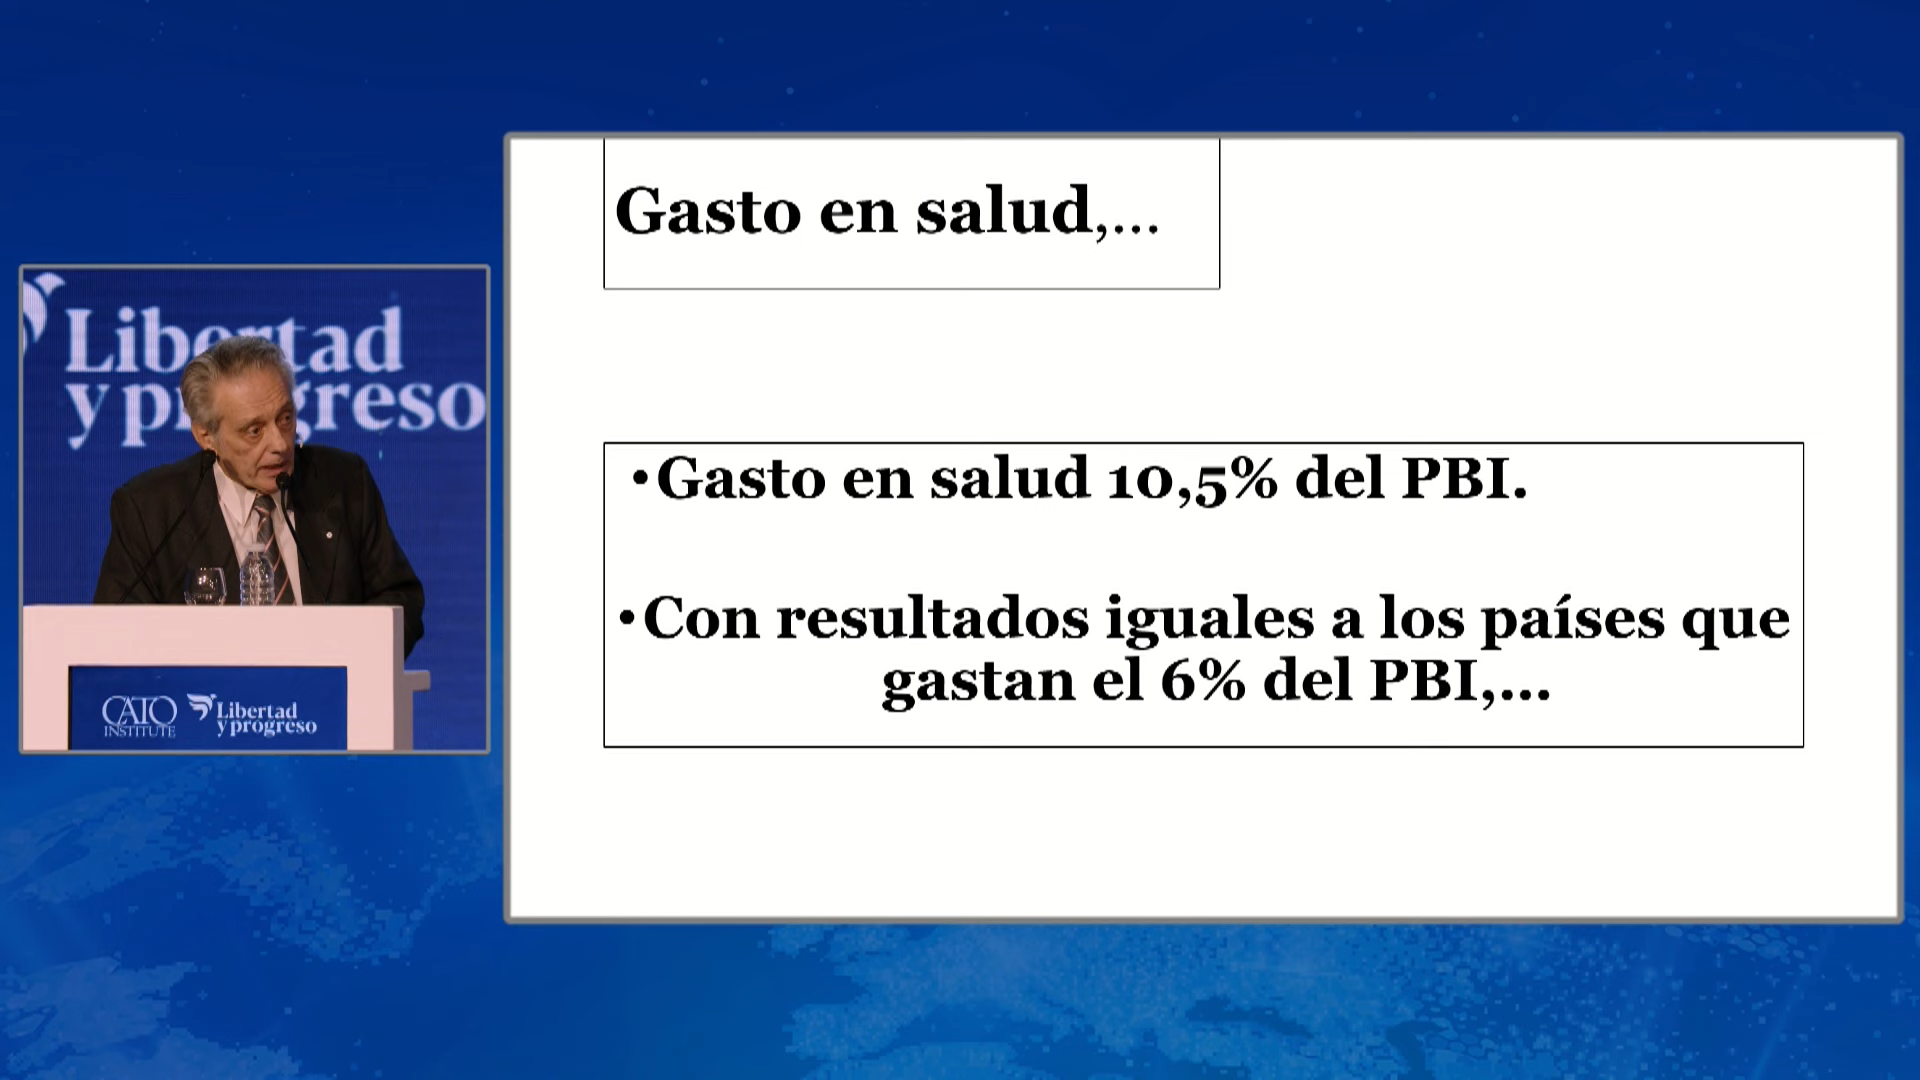 Libertad
y progreso
CATO
INSTITUTE
Libertad
y progreso
Gasto en salud,...
•Gasto en salud 10,5% del PBI.
•Con resultados iguales a los países que
gastan el 6% del PBI,...